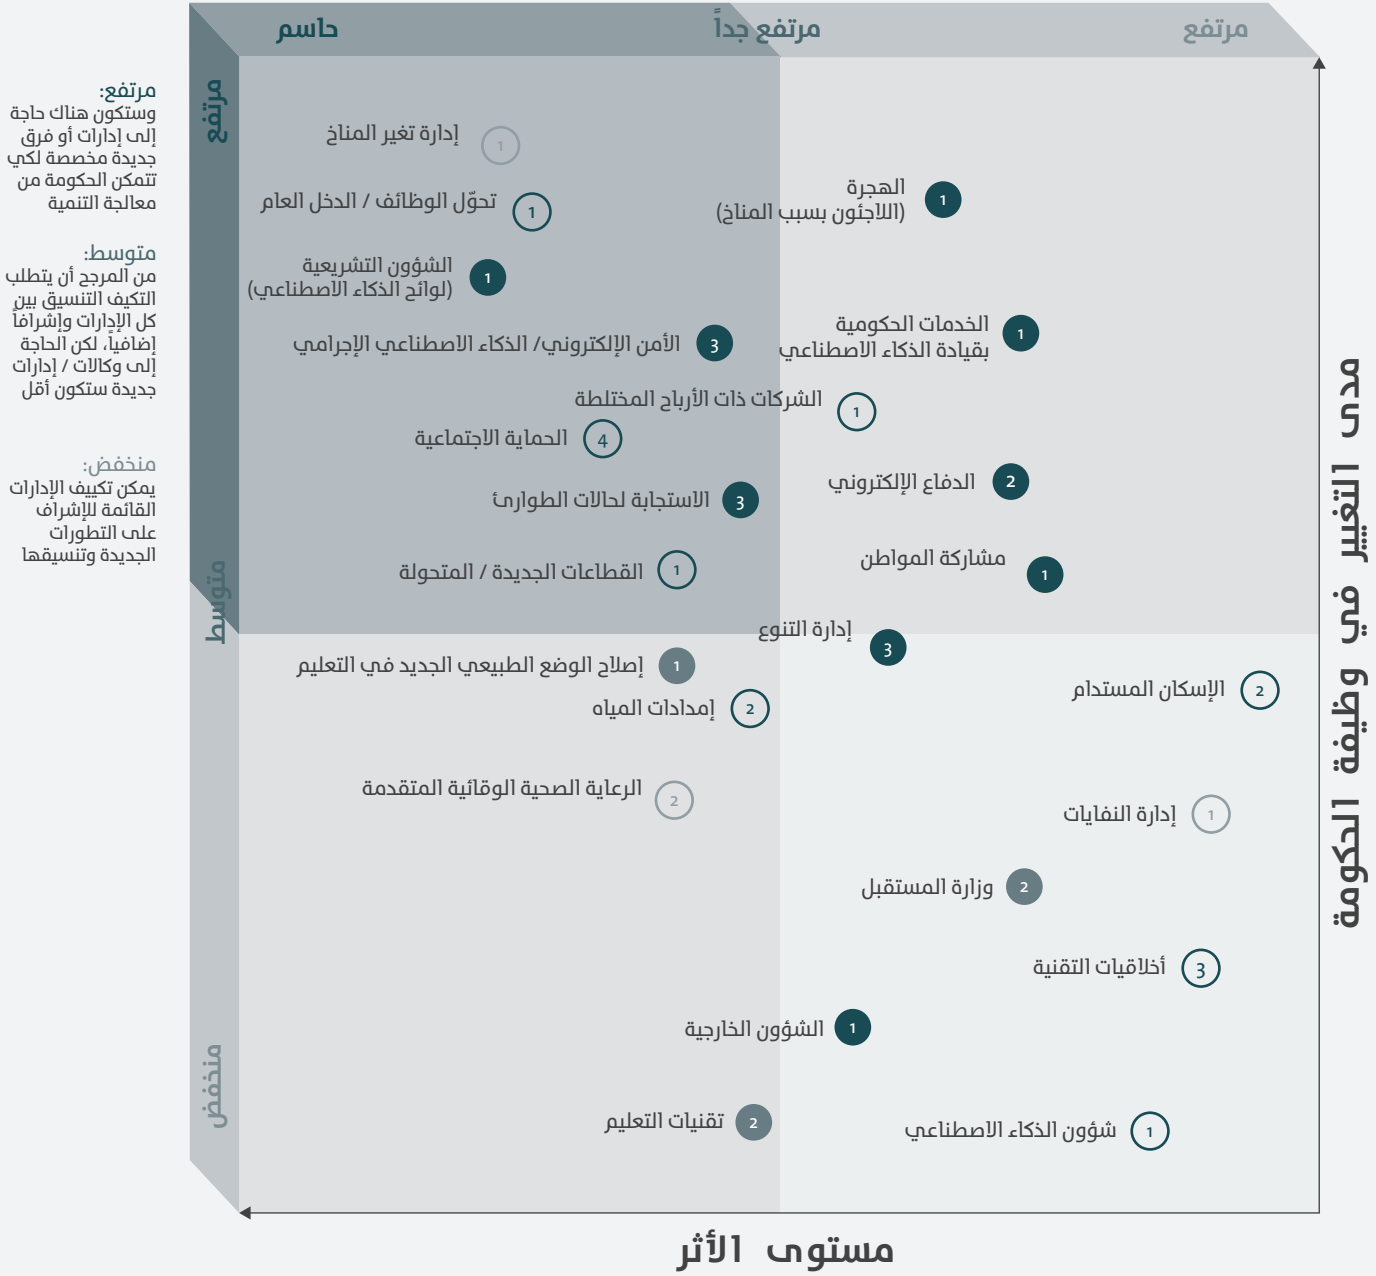 مرتفع
مرتفع جداً
حاسم
مرتفع
متوسط
منخفض
مرتفع:
وستكون هناك حاجة
إلى إدارات أو فرق
جديدة مخصصة لكي
تتمكن الحكومة من
معالجة التنمية
متوسط:
من المرجح أن يتطلب
التكيف التنسيق بين
كل الإدارات وإشرافاً
إضافياً، لكن الحاجة
إلى وكالات / إدارات
جديدة ستكون أقل
منخفض:
يمكن تكييف الإدارات
القائمة للإشراف
على التطورات
الجديدة وتنسيقها
1 إدارة تغير المناخ
1 تحوّل الوظائف / الدخل العام
1 الهجرة
(اللاجئون بسبب المناخ)
1 الشؤون التشريعية
(لوائح الذكاء الاصطناعي)
1 الخدمات الحكومية
بقيادة الذكاء الاصطناعي
3 الأمن الإلكتروني/ الذكاء الاصطناعي الإجرامي
1 الشركات ذات الأرباح المختلطة
4 الحماية الاجتماعية
2 الدفاع الإلكتروني
3 الاستجابة لحالات الطوارئ
1 مشاركة المواطن
1 القطاعات الجديدة / المتحولة
3 إدارة التنوع
1 إصلاح الوضع الطبيعي الجديد في التعليم
2 الإسكان المستدام
2 إمدادات المياه
2 الرعاية الصحية الوقائية المتقدمة
1 إدارة النفايات
2 وزارة المستقبل
3 أخلاقيات التقنية
1 الشؤون الخارجية
2 تقنيات التعليم
1 شؤون الذكاء الاصطناعي
مدى التغيير في وظيفة الحكومة
مستوى الأثر